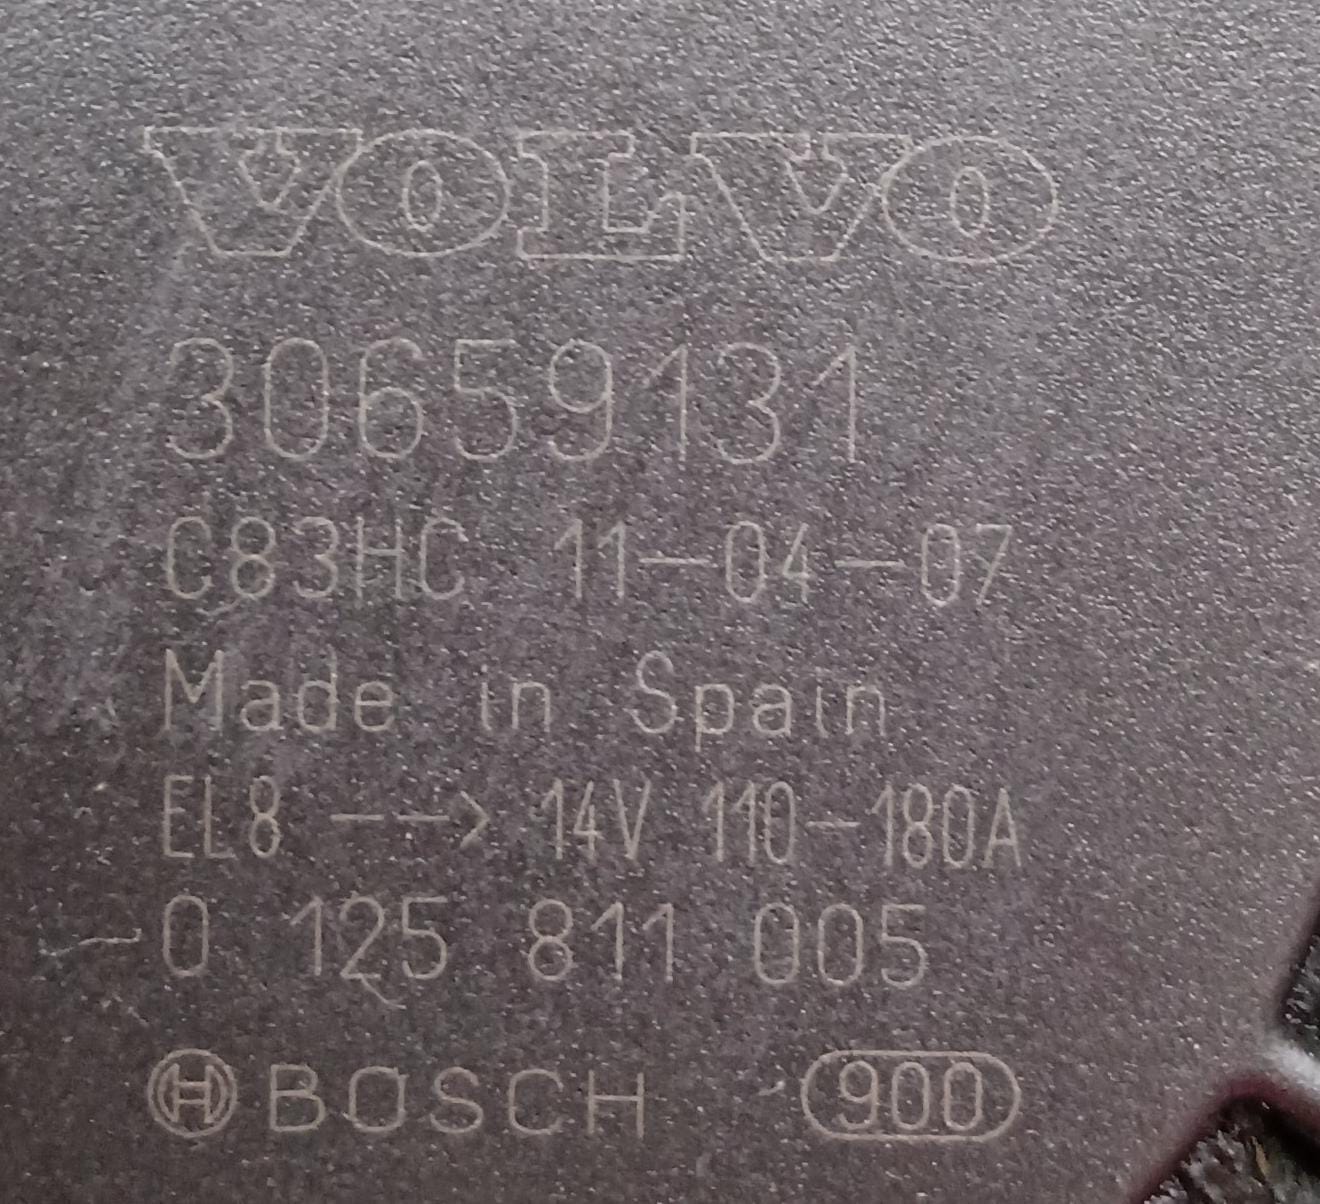 VOLVO
30659131
C83HC 11-04-07
Made in Spain
EL8 --> 14V 110-180A
0 125 811 005
BOSCH 900